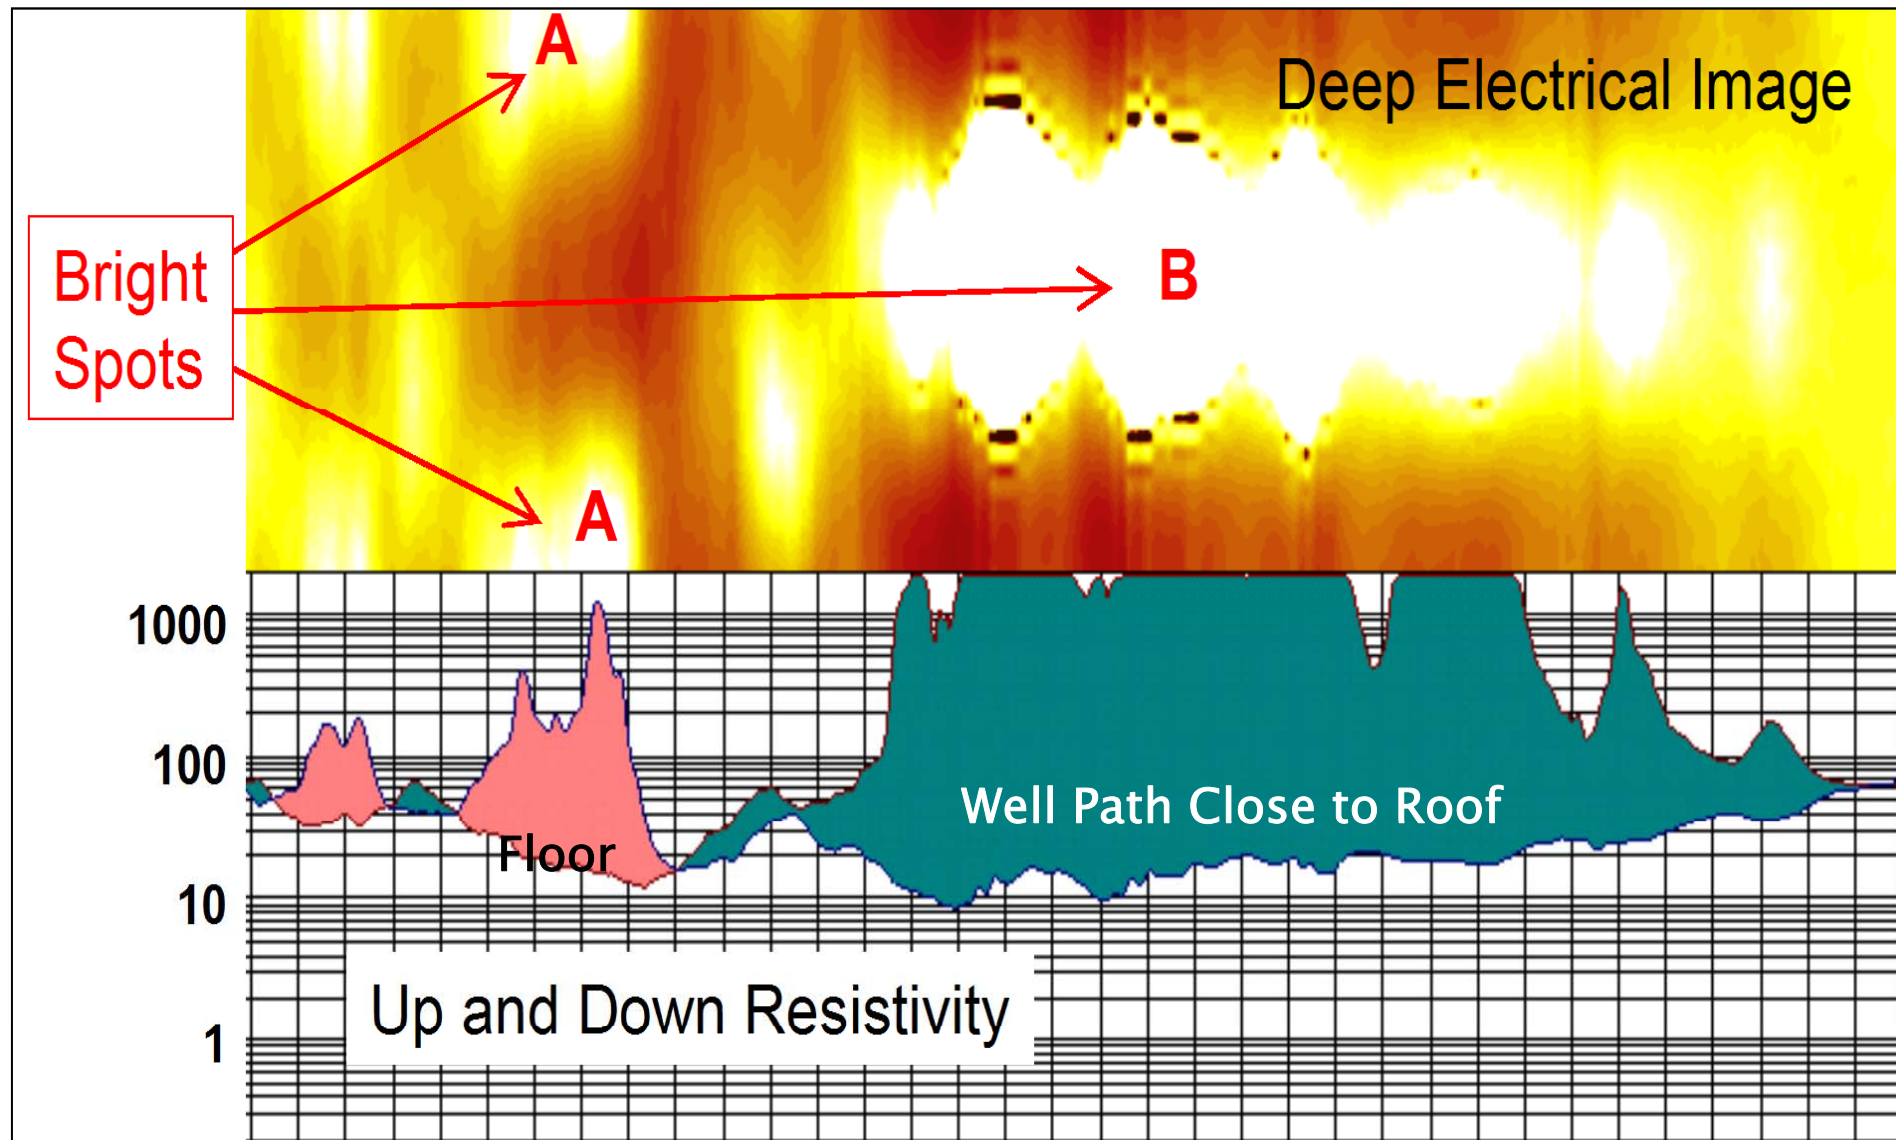 A
Deep Electrical Image
Bright
Spots
B
A
1000
100
10
1
Well Path Close to Roof
Floor
Up and Down Resistivity